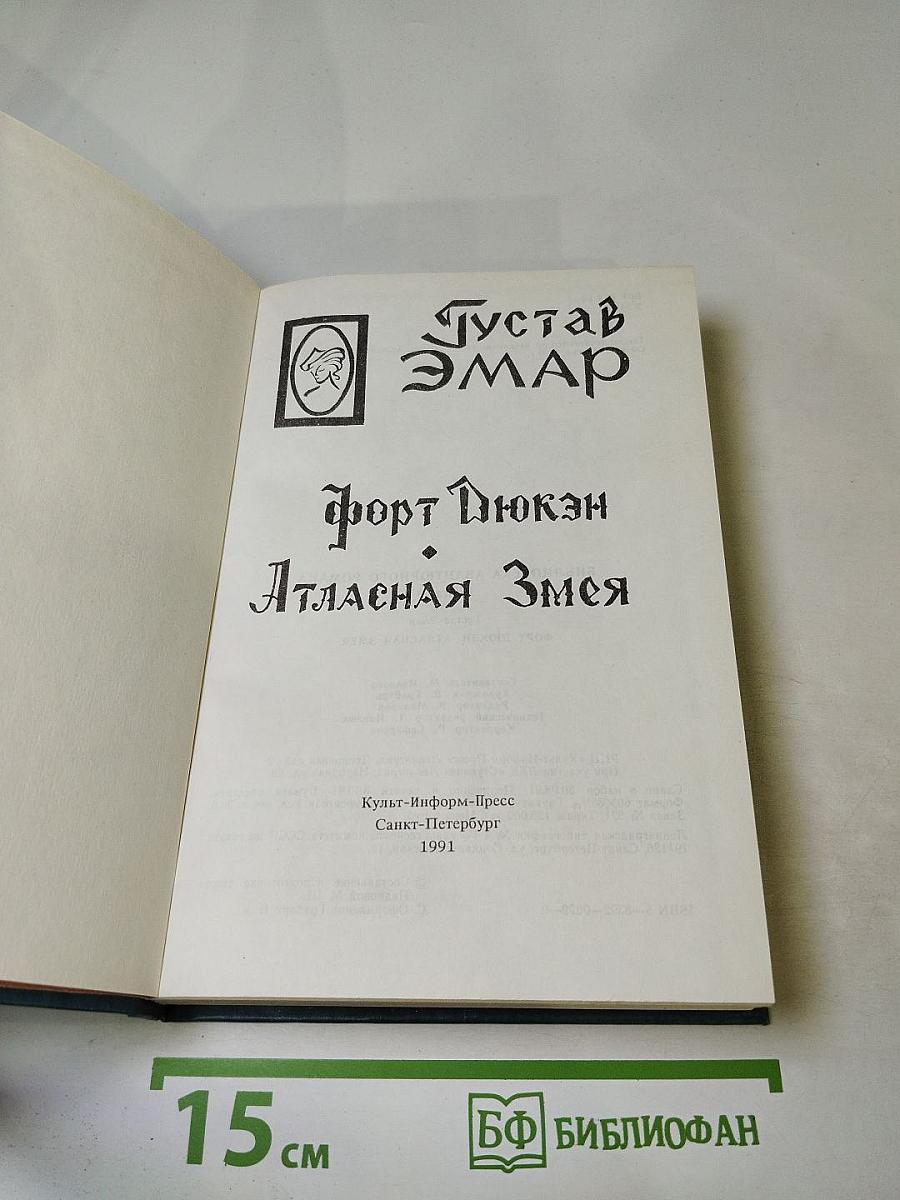 Густав
ЭМАР
Форт Дюкэн
Атласная Змея
Культ-Информ-Пресс
Санкт-Петербург
1991
15 см
БФ БИБЛИОФАН